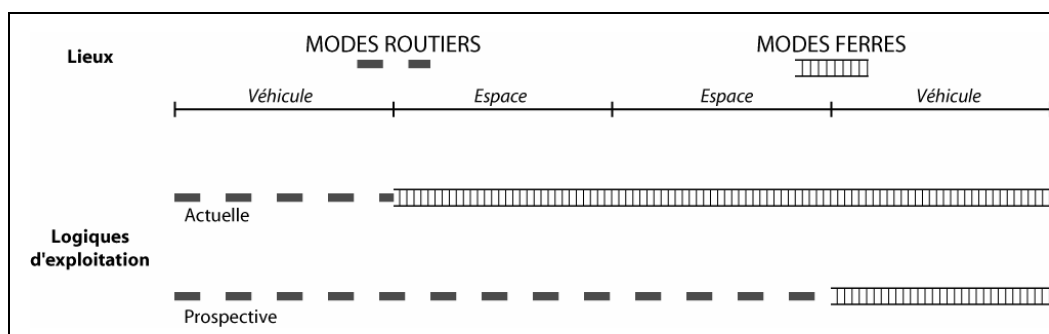 Lieux
MODES ROUTIERS
MODES FERRES
Véhicule
Espace
Espace
Véhicule
Actuelle
Logiques
d'exploitation
Prospective